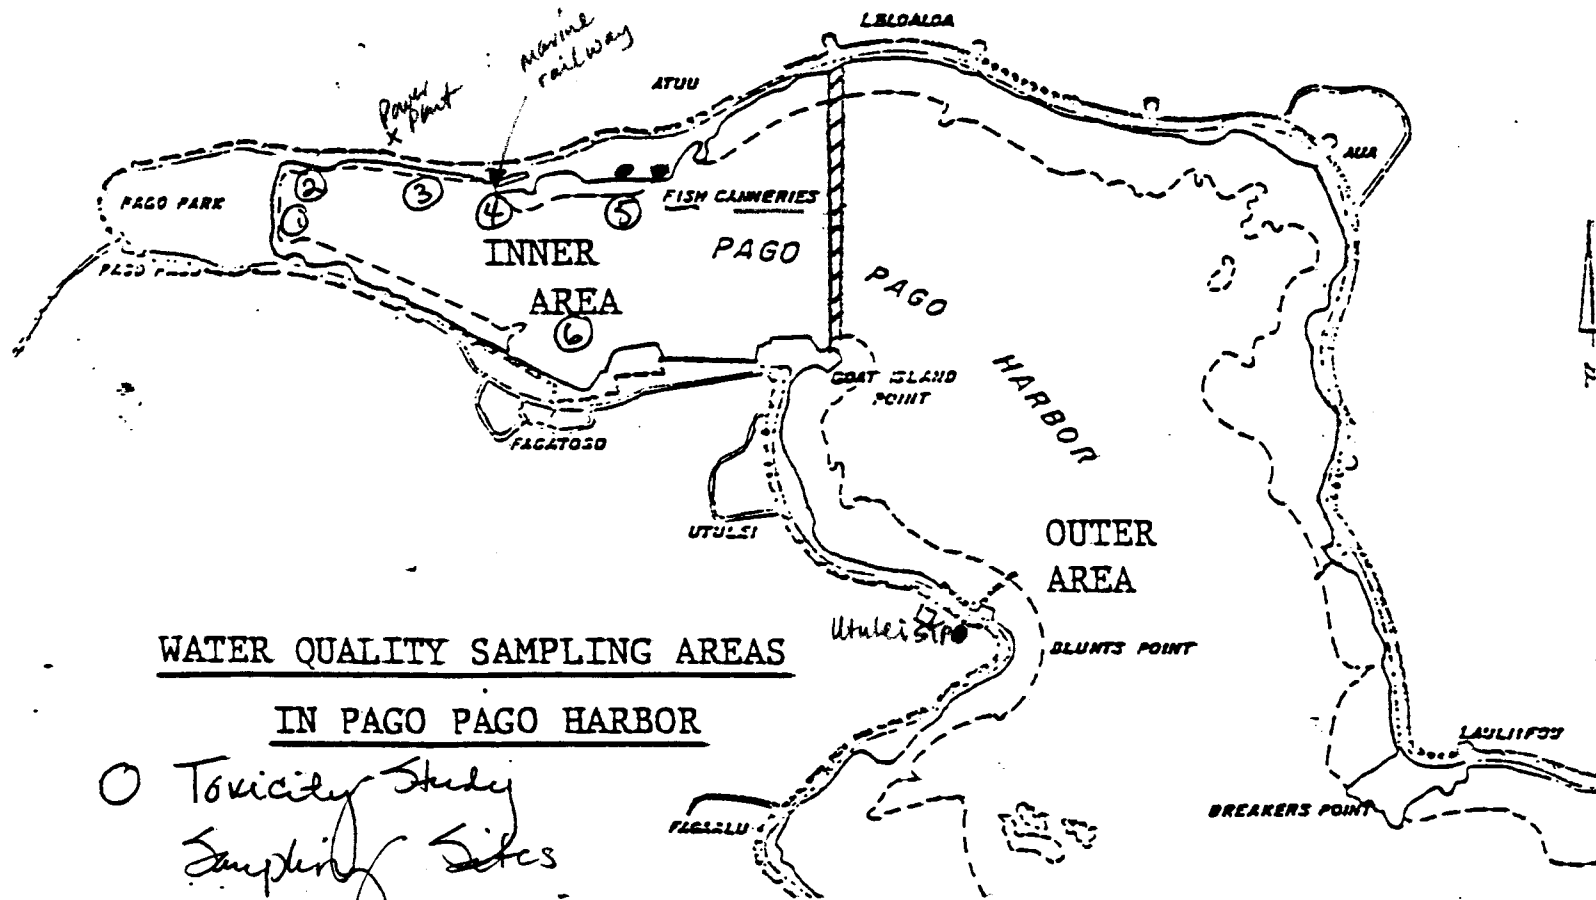 LELOALOA
marine
railway
ATUU
Power
x Plant
AUA
PAGO PARK
2
3
1
4
5
FISH CANNERIES
INNER
AREA
PAGO
PAGO
HARBOR
6
GOAT ISLAND
POINT
FAGATOGO
UTULEI
OUTER
AREA
Utulei STP
BLUNTS POINT
WATER QUALITY SAMPLING AREAS
IN PAGO PAGO HARBOR
O Toxicity Study
Sampling Sites
FAGAALU
LAULIIFOU
BREAKERS POINT